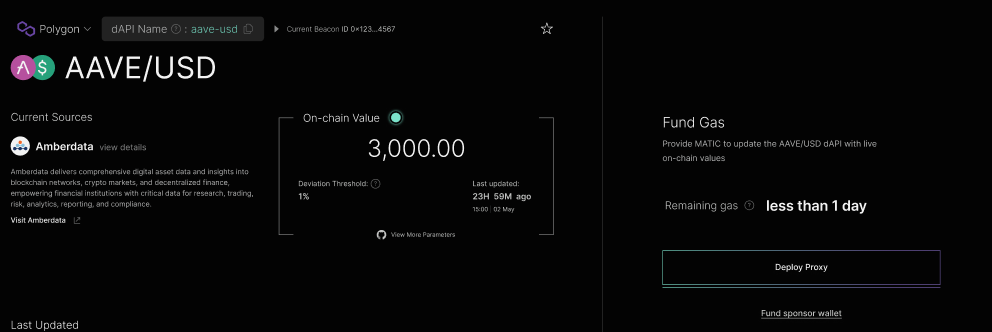 Polygon
dAPI Name ? : aave-usd
Current Beacon ID 0×123...4567
AAVE/USD
Current Sources
Amberdata view details
Amberdata delivers comprehensive digital asset data and insights into
blockchain networks, crypto markets, and decentralized finance,
empowering financial institutions with critical data for research, trading,
risk, analytics, reporting, and compliance.
Visit Amberdata
On-chain Value
3,000.00
Deviation Threshold: ?
1%
Last updated:
23H 59M ago
15:00 | 02 May
View More Parameters
Last Updated
Fund Gas
Provide MATIC to update the AAVE/USD dAPI with live
on-chain values
Remaining gas ? less than 1 day
Deploy Proxy
Fund sponsor wallet